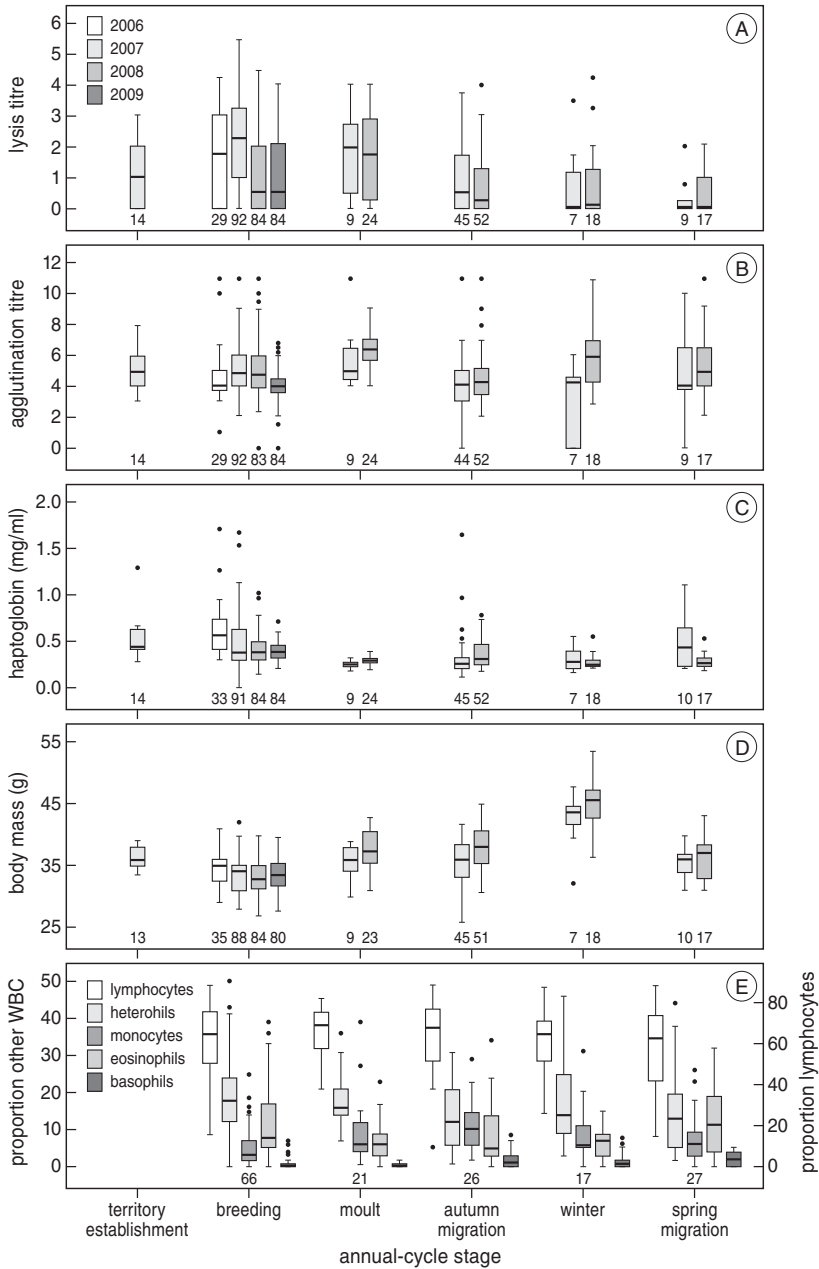 A
2006
2007
2008
2009
lysis titre
6
5
4
3
2
1
0
14 29 92 84 84 9 24 45 52 7 18 9 17
B
agglutination titre
12
10
8
6
4
2
0
14 29 92 83 84 9 24 44 52 7 18 9 17
C
haptoglobin (mg/ml)
2.0
1.5
1.0
0.5
0.0
14 33 91 84 84 9 24 45 52 7 18 10 17
D
body mass (g)
55
45
35
25
13 35 88 84 80 9 23 45 51 7 18 10 17
E
lymphocytes
heterohils
monocytes
eosinophils
basophils
proportion other WBC
50
40
30
20
10
0
proportion lymphocytes
80
60
40
20
0
66 21 26 17 27
territory establishment
breeding
moult
autumn migration
winter
spring migration
annual-cycle stage